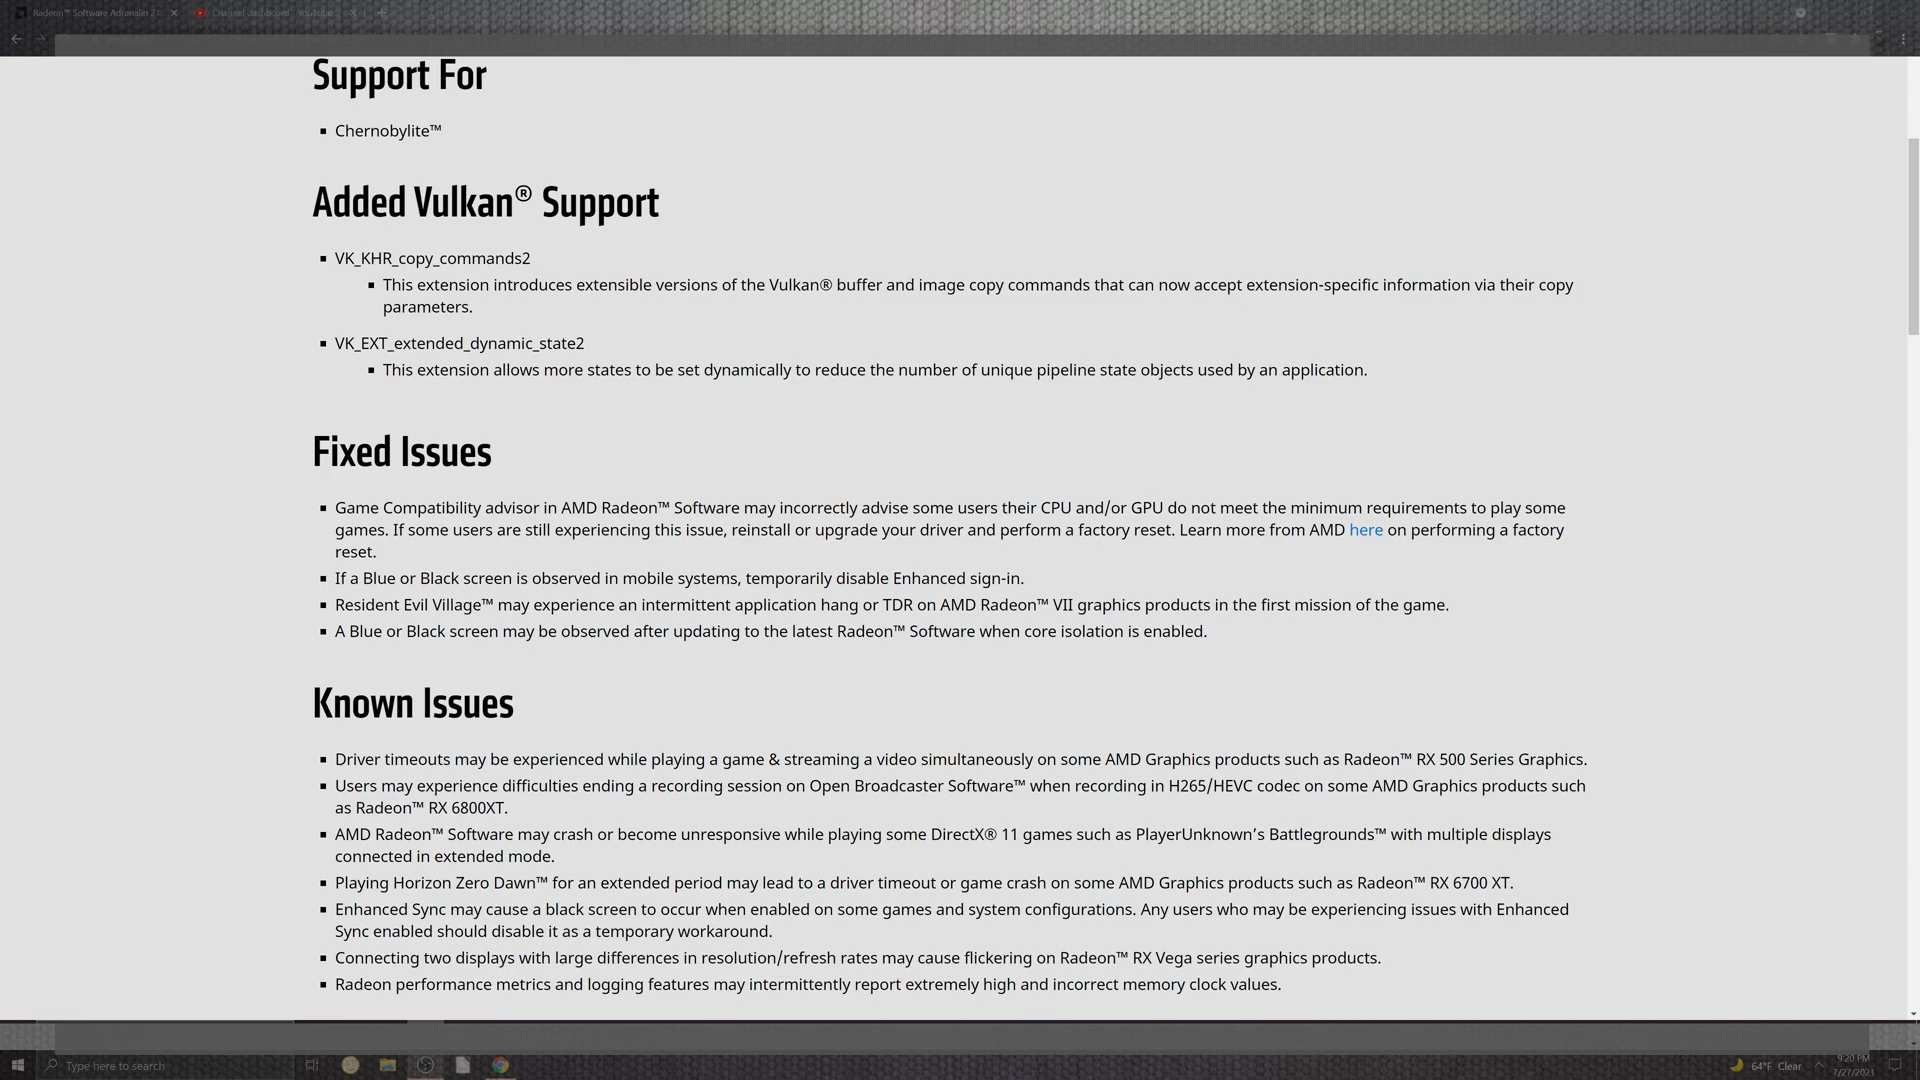 Radeon™ Software Adrenalin 21
Channel dashboard - YouTube
Support For
Chernobylite™
Added Vulkan® Support
VK_KHR_copy_commands2
This extension introduces extensible versions of the Vulkan® buffer and image copy commands that can now accept extension-specific information via their copy
parameters.
VK_EXT_extended_dynamic_state2
This extension allows more states to be set dynamically to reduce the number of unique pipeline state objects used by an application.
Fixed Issues
Game Compatibility advisor in AMD Radeon™ Software may incorrectly advise some users their CPU and/or GPU do not meet the minimum requirements to play some
games. If some users are still experiencing this issue, reinstall or upgrade your driver and perform a factory reset. Learn more from AMD here on performing a factory
reset.
If a Blue or Black screen is observed in mobile systems, temporarily disable Enhanced sign-in.
Resident Evil Village™ may experience an intermittent application hang or TDR on AMD Radeon™ VII graphics products in the first mission of the game.
A Blue or Black screen may be observed after updating to the latest Radeon™ Software when core isolation is enabled.
Known Issues
Driver timeouts may be experienced while playing a game & streaming a video simultaneously on some AMD Graphics products such as Radeon™ RX 500 Series Graphics.
Users may experience difficulties ending a recording session on Open Broadcaster Software™ when recording in H265/HEVC codec on some AMD Graphics products such
as Radeon™ RX 6800XT.
AMD Radeon™ Software may crash or become unresponsive while playing some DirectX® 11 games such as PlayerUnknown’s Battlegrounds™ with multiple displays
connected in extended mode.
Playing Horizon Zero Dawn™ for an extended period may lead to a driver timeout or game crash on some AMD Graphics products such as Radeon™ RX 6700 XT.
Enhanced Sync may cause a black screen to occur when enabled on some games and system configurations. Any users who may be experiencing issues with Enhanced
Sync enabled should disable it as a temporary workaround.
Connecting two displays with large differences in resolution/refresh rates may cause flickering on Radeon™ RX Vega series graphics products.
Radeon performance metrics and logging features may intermittently report extremely high and incorrect memory clock values.
Type here to search
64°F Clear
9:20 PM
7/27/2021